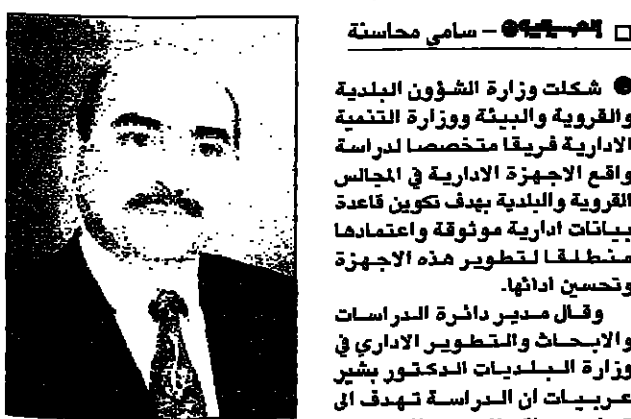 – سامي محاسنة
شكلت وزارة الشؤون البلدية
والقروية والبيئة ووزارة التنمية
الادارية فريقا متخصصا لدراسة
واقع الاجهزة الادارية في المجالس
القروية والبلدية بهدف تكوين قاعدة
بيانات ادارية موثوقة واعتمادها
منطلقا لتطوير هذه الاجهزة
وتحسين ادائها.
وقال مدير دائرة الدراسات
والابحاث والتطوير الاداري في
وزارة البلديات الدكتور بشير
عربيات ان الدراسة تهدف الى